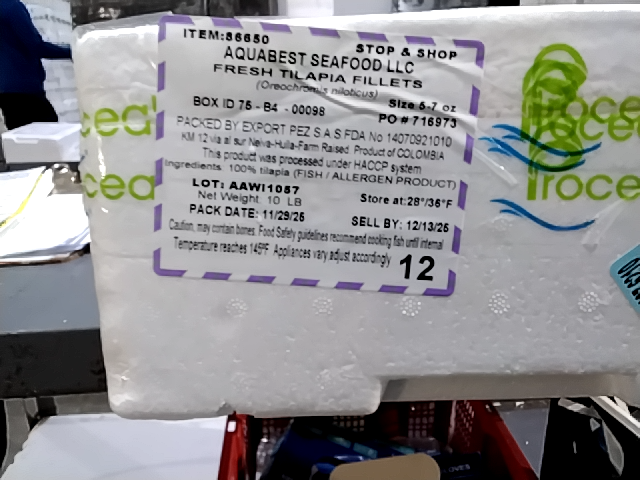 ITEM:86650 STOP & SHOP
AQUABEST SEAFOOD LLC
FRESH TILAPIA FILLETS
(Oreochromis niloticus)
BOX ID 75 - B4 - 00098 Size 5-7 oz
PO # 716973
PACKED BY EXPORT PEZ S.A.S FDA No 14070921010
KM 12 via al sur Neiva-Huila-Farm Raised. Product of COLOMBIA
This product was processed under HACCP system
Ingredients. 100% tilapia (FISH / ALLERGEN PRODUCT)
LOT: AAWI1057 Store at:28°/36°F
Net Weight: 10 LB
PACK DATE: 11/29/25 SELL BY: 12/13/25
Caution, may contain bones. Food Safety guidelines recommend cooking fish until internal
Temperature reaches 145°F Appliances vary adjust accordingly
12